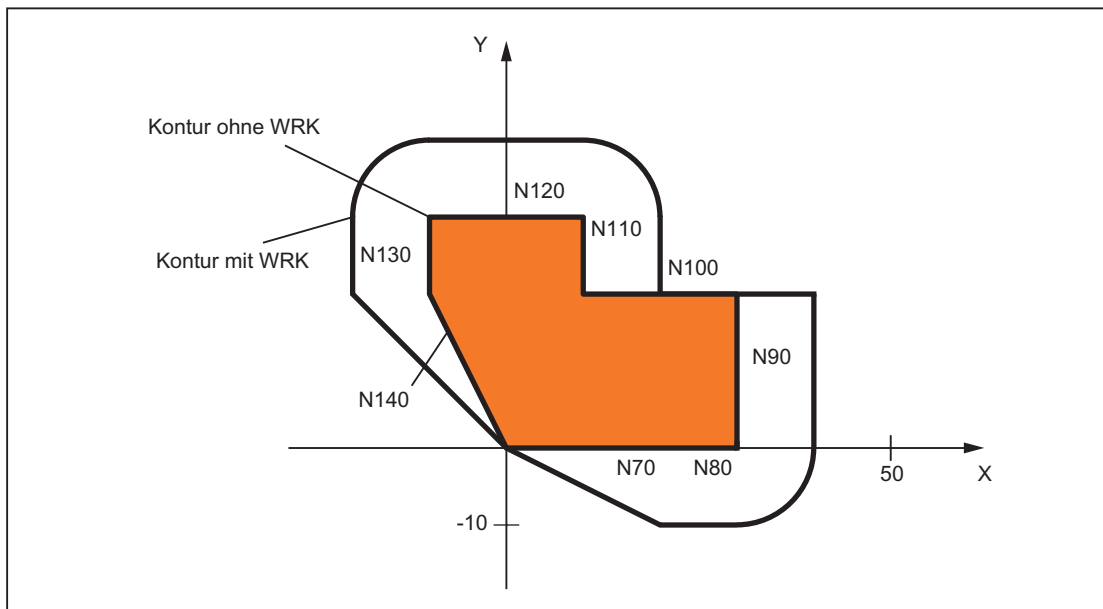 Y
Kontur ohne WRK
N120
N110
N130
Kontur mit WRK
N100
N90
N140
N70
N80
50
X
-10